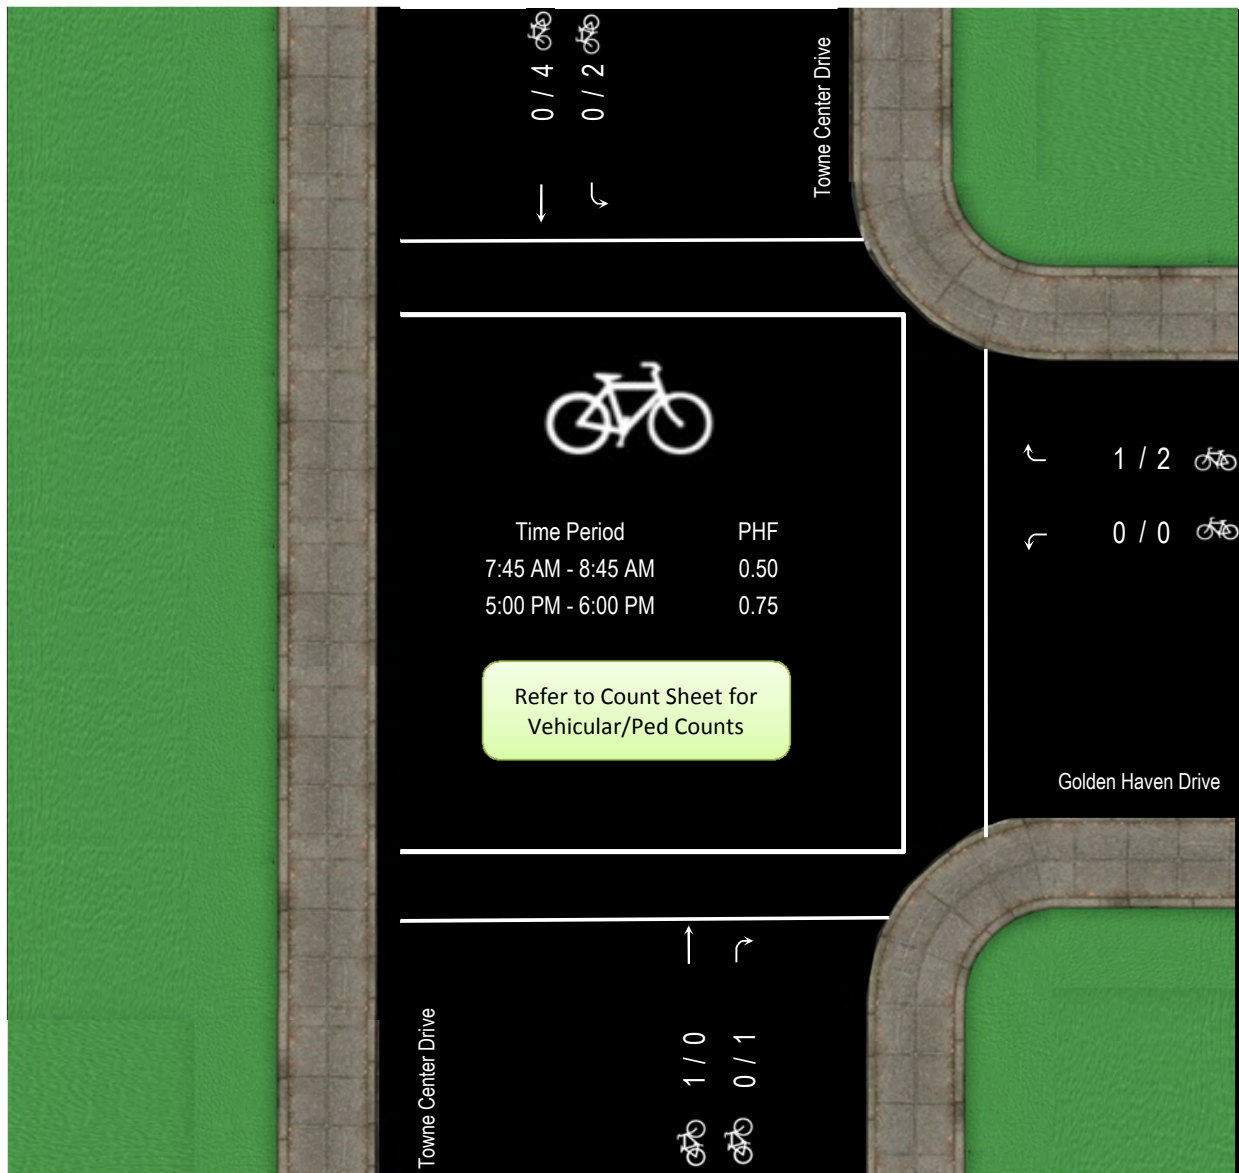 0 / 4
0 / 2
Towne Center Drive
1 / 2
0 / 0
Time Period PHF
7:45 AM - 8:45 AM 0.50
5:00 PM - 6:00 PM 0.75
Refer to Count Sheet for
Vehicular/Ped Counts
Golden Haven Drive
Towne Center Drive
1 / 0
0 / 1